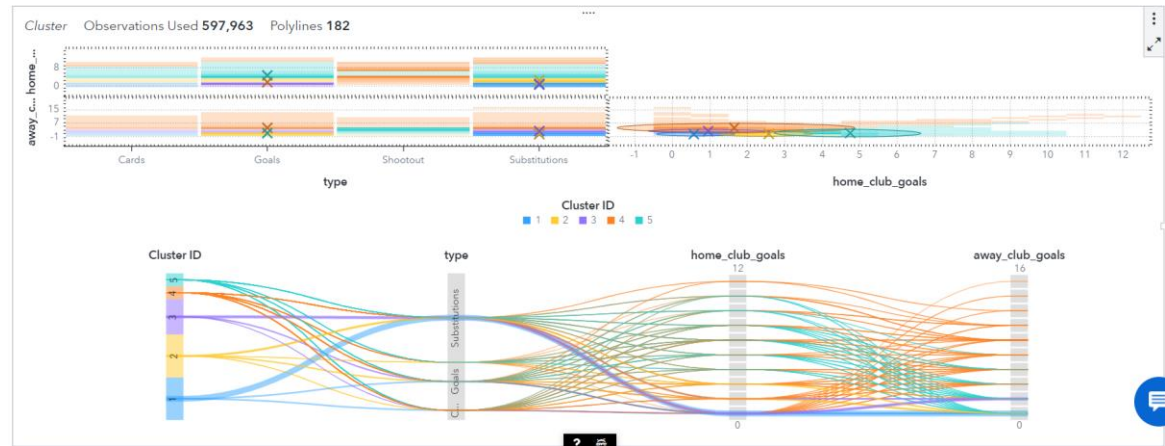 Cluster Observations Used 597,963 Polylines 182
home_...
8
0
away_c...
15
7
-1
Cards Goals Shootout Substitutions
-1 0 1 2 3 4 5 6 7 8 9 10 11 12
type home_club_goals
Cluster ID
1 2 3 4 5
Cluster ID type home_club_goals away_club_goals
12 16
5
4
3
2
1
Substitutions
Goals
C...
0 0
?